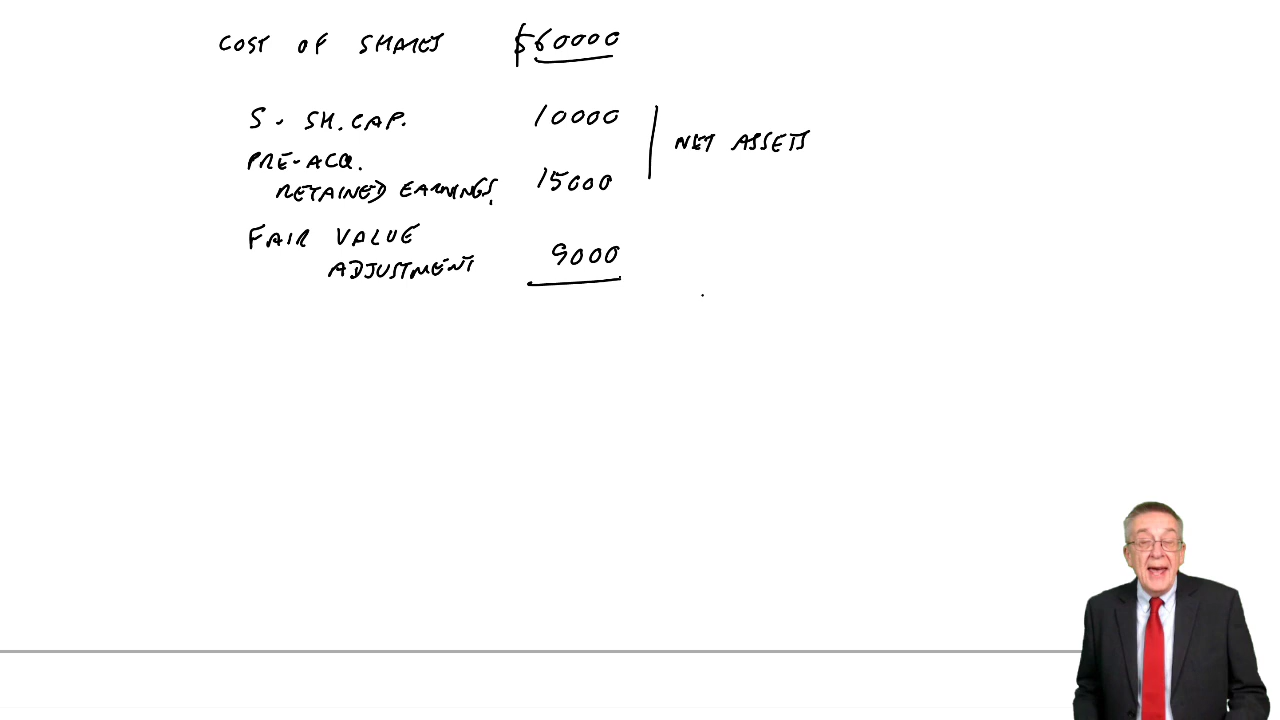 COST OF SHARES $60000
S. SH. CAP. 10000
NET ASSETS
PRE-ACQ.
RETAINED EARNINGS. 15000
FAIR VALUE
ADJUSTMENT 9000